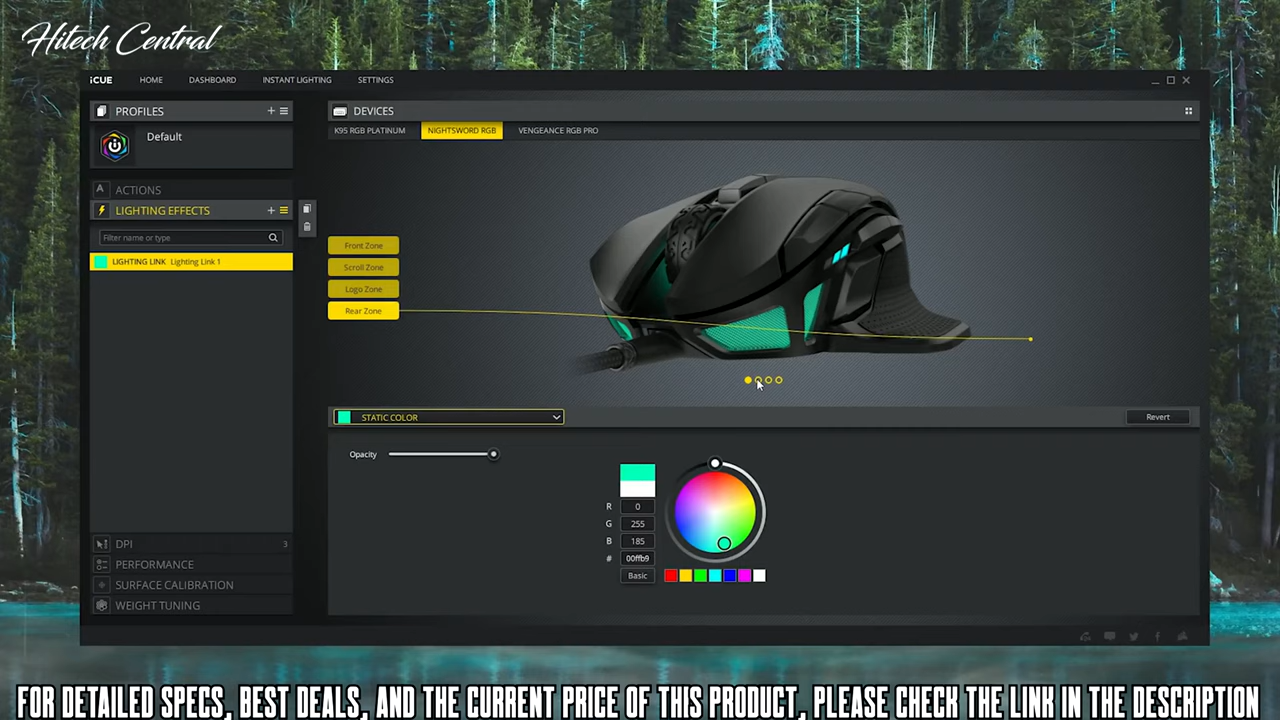 Hitech Central
iCUE HOME DASHBOARD INSTANT LIGHTING SETTINGS
PROFILES
Default
ACTIONS
LIGHTING EFFECTS
Filter name or type
LIGHTING LINK Lighting Link 1
DPI 3
PERFORMANCE
SURFACE CALIBRATION
WEIGHT TUNING
DEVICES
K95 RGB PLATINUM NIGHTSWORD RGB VENGEANCE RGB PRO
Front Zone
Scroll Zone
Logo Zone
Rear Zone
STATIC COLOR Revert
Opacity
R 0
G 255
B 185
# 00ffb9
Basic
FOR DETAILED SPECS, BEST DEALS, AND THE CURRENT PRICE OF THIS PRODUCT, PLEASE CHECK THE LINK IN THE DESCRIPTION